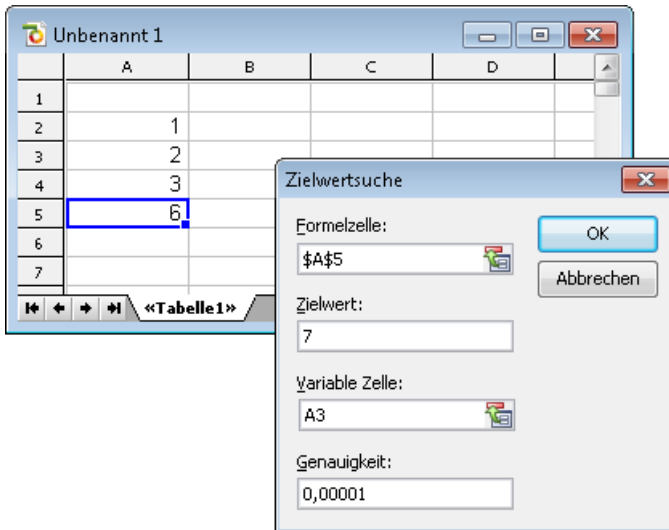 Unbenannt 1
A B C D
1
2 1
3 2
4 3
5 6
6
7
«Tabelle1»
Zielwertsuche
Formelzelle:
$A$5
OK
Abbrechen
Zielwert:
7
Variable Zelle:
A3
Genauigkeit:
0,00001